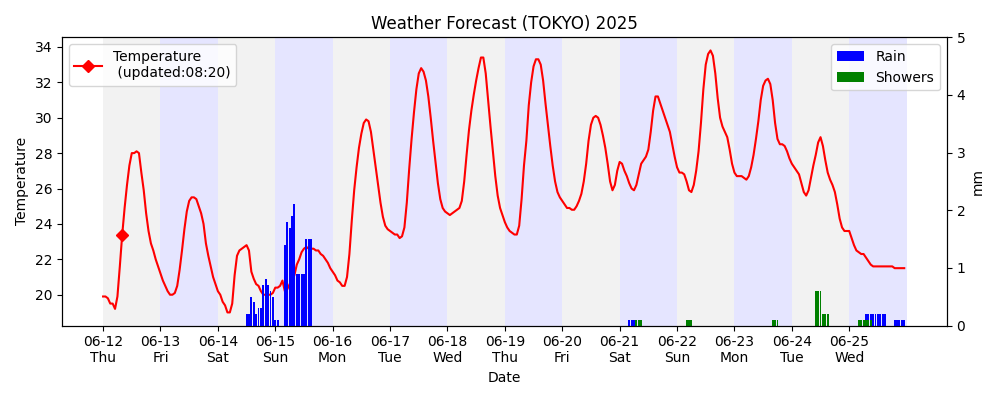 Weather Forecast (TOKYO) 2025
Temperature
(updated:08:20)
Rain
Showers
Temperature
34
32
30
28
26
24
22
20
5
4
3
2
1
0
mm
06-12 06-13 06-14 06-15 06-16 06-17 06-18 06-19 06-20 06-21 06-22 06-23 06-24 06-25
Thu Fri Sat Sun Mon Tue Wed Thu Fri Sat Sun Mon Tue Wed
Date